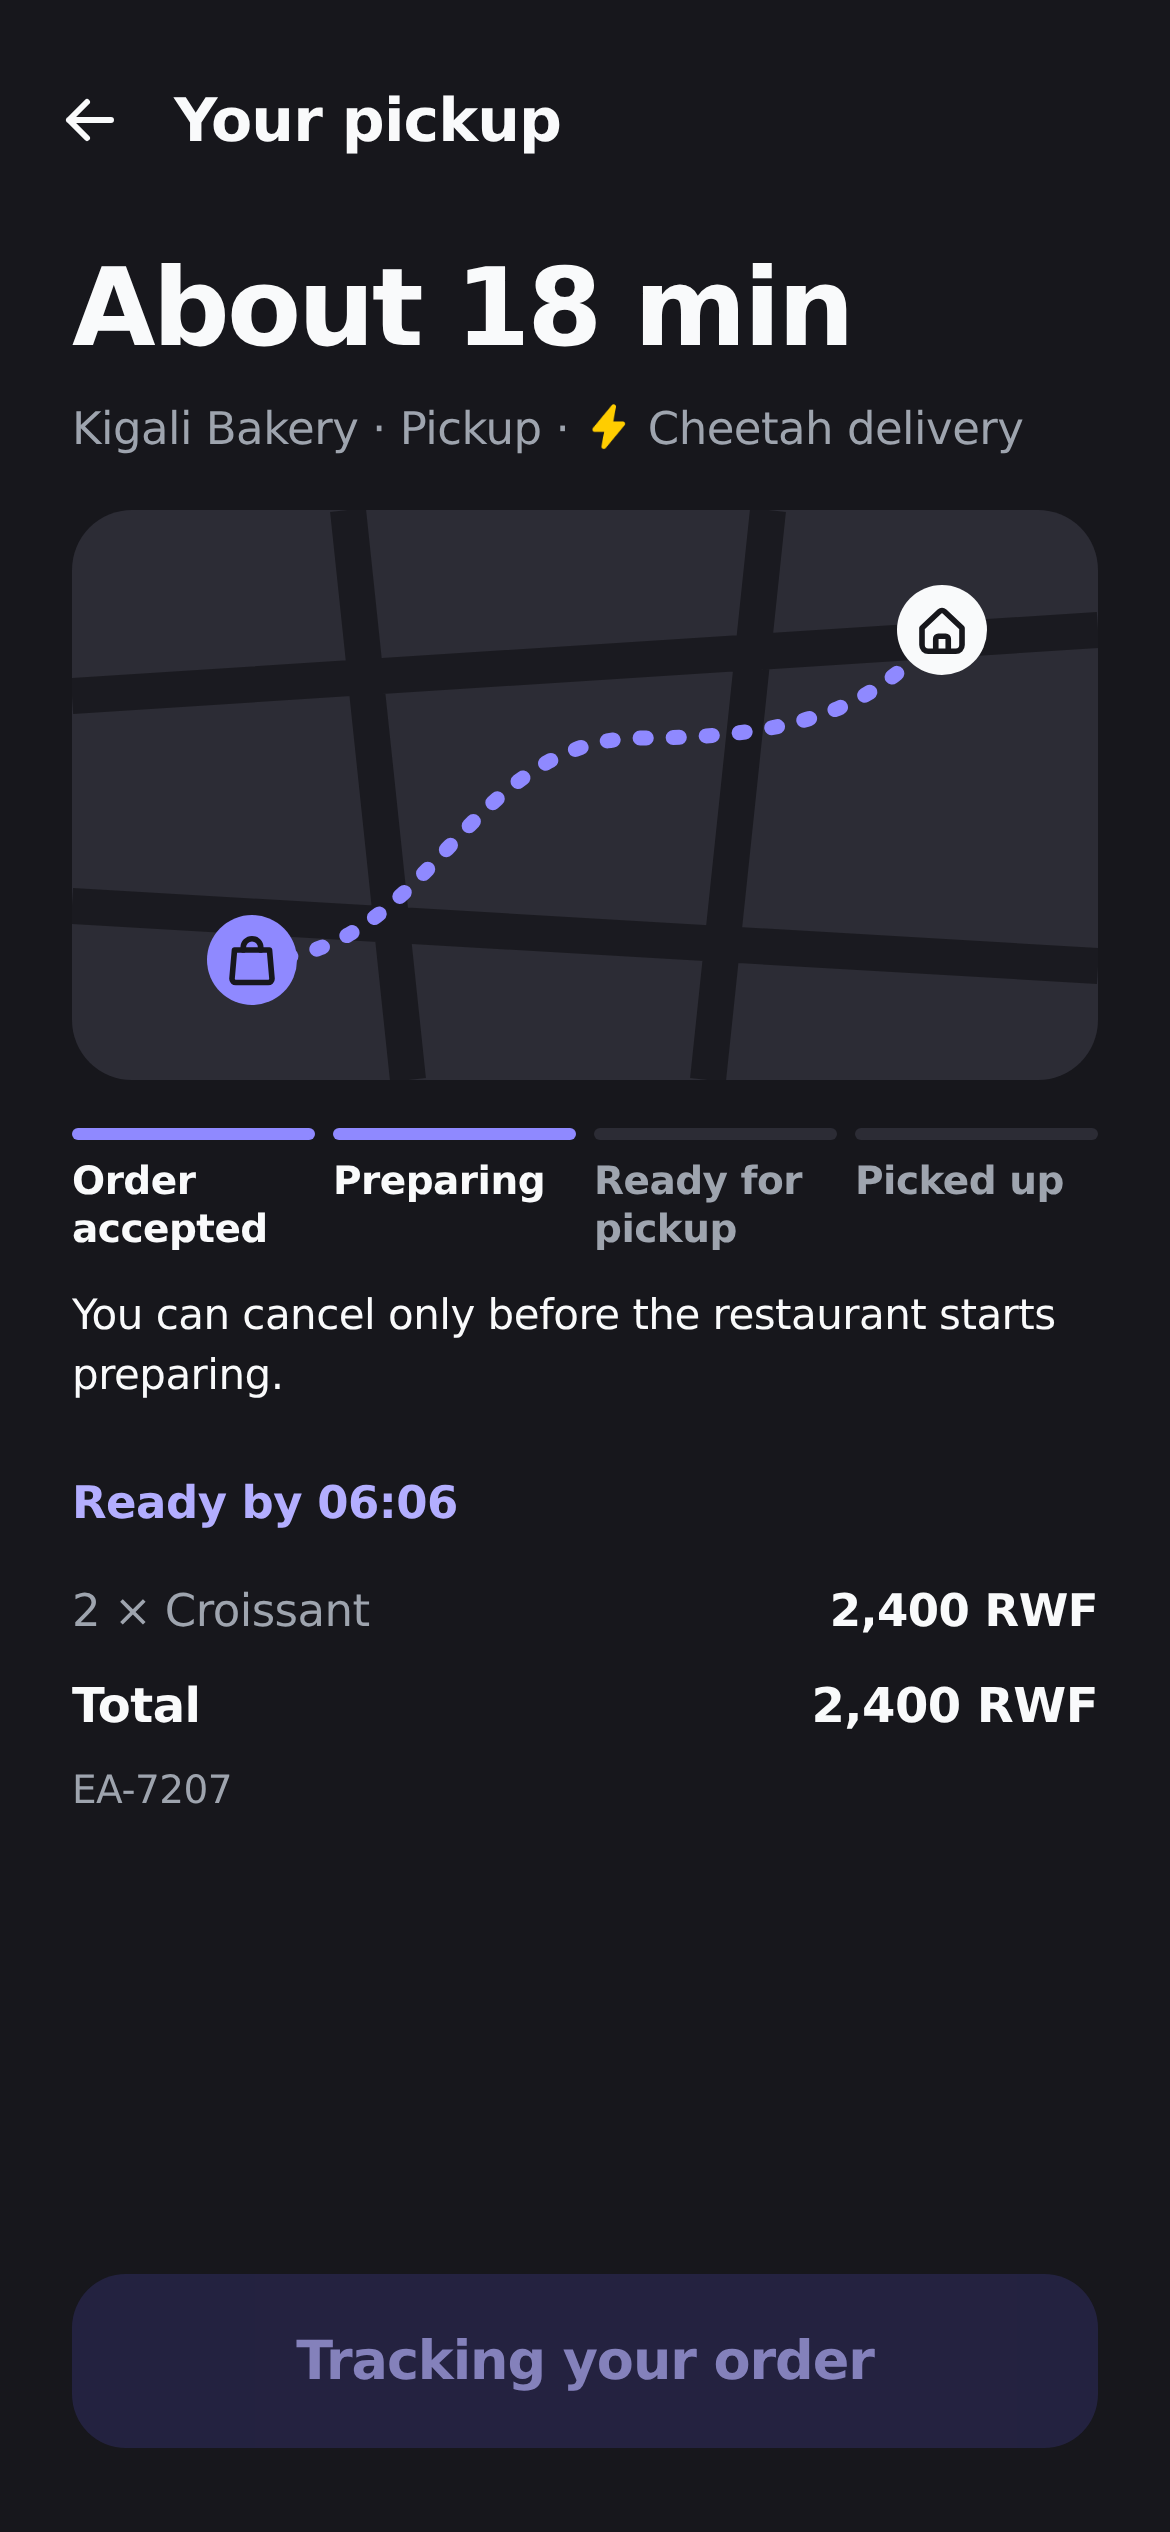 Your pickup
About 18 min
Kigali Bakery · Pickup · ⚡ Cheetah delivery
Order accepted
Preparing
Ready for pickup
Picked up
You can cancel only before the restaurant starts
preparing.
Ready by 06:06
2 × Croissant 2,400 RWF
Total 2,400 RWF
EA-7207
Tracking your order